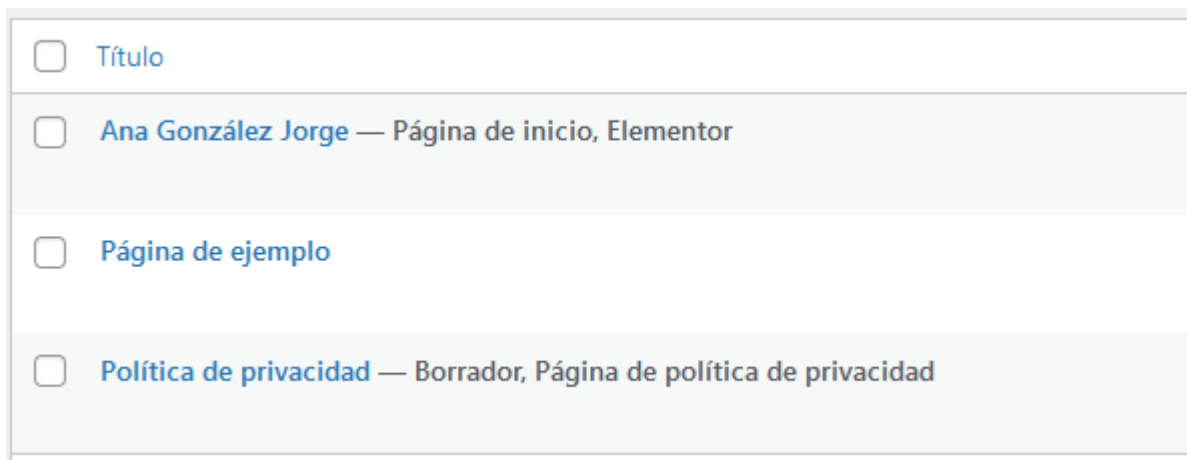 Título
Ana González Jorge — Página de inicio, Elementor
Página de ejemplo
Política de privacidad — Borrador, Página de política de privacidad